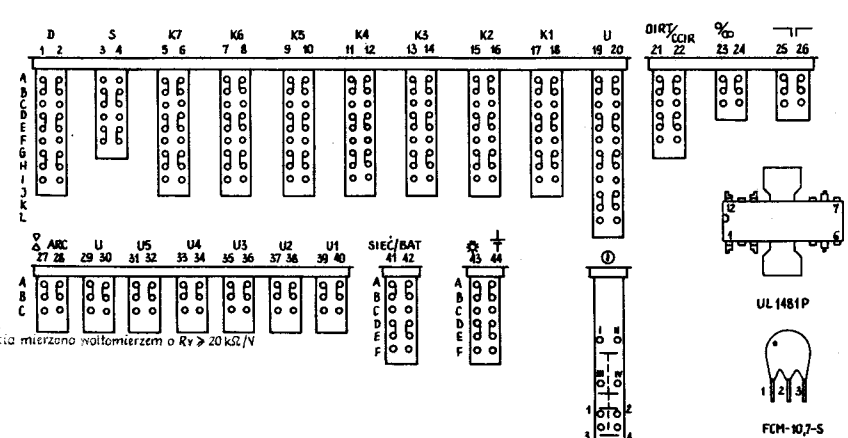 D S K7 K6 K5 K4 K3 K2 K1 U OIRT/CCIR
1 2 3 4 5 6 7 8 9 10 11 12 13 14 15 16 17 18 19 20 21 22 23 24 25 26
A
B
C
D
E
F
G
H
I
J
K
L
12 7
1 6
UL 1481P
ARC U U5 U4 U3 U2 U1 SIEĆ/BAT
27 28 29 30 31 32 33 34 35 36 37 38 39 40 41 42 43 44
A A A
B B B
C C C
D D
E E
F F
I II
III IV
1 2
3 4
mierzono woltomierzem o Rv ⩾ 20 kΩ/V
1 2 3
FCM-10,7-S